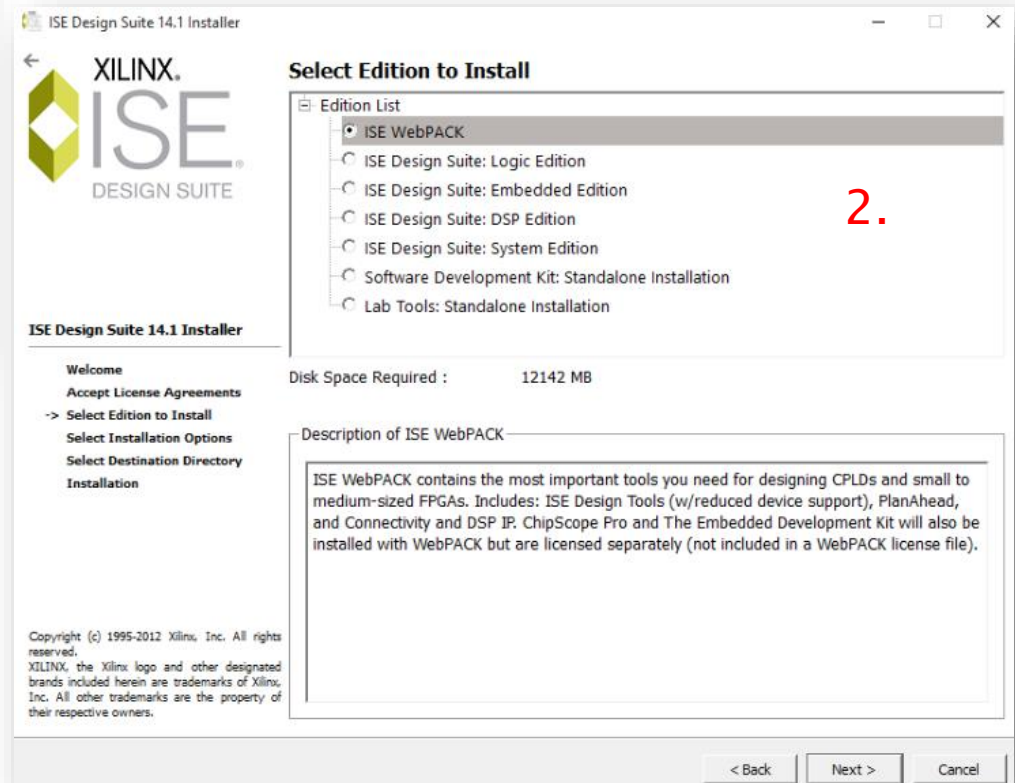 ISE Design Suite 14.1 Installer
XILINX.
ISE®
DESIGN SUITE
Select Edition to Install
Edition List
ISE WebPACK
ISE Design Suite: Logic Edition
ISE Design Suite: Embedded Edition
ISE Design Suite: DSP Edition
ISE Design Suite: System Edition
Software Development Kit: Standalone Installation
Lab Tools: Standalone Installation
2.
ISE Design Suite 14.1 Installer
Welcome
Accept License Agreements
-> Select Edition to Install
Select Installation Options
Select Destination Directory
Installation
Disk Space Required : 12142 MB
Description of ISE WebPACK
ISE WebPACK contains the most important tools you need for designing CPLDs and small to
medium-sized FPGAs. Includes: ISE Design Tools (w/reduced device support), PlanAhead,
and Connectivity and DSP IP. ChipScope Pro and The Embedded Development Kit will also be
installed with WebPACK but are licensed separately (not included in a WebPACK license file).
Copyright (c) 1995-2012 Xilinx, Inc. All rights
reserved.
XILINX, the Xilinx logo and other designated
brands included herein are trademarks of Xilinx,
Inc. All other trademarks are the property of
their respective owners.
< Back
Next >
Cancel